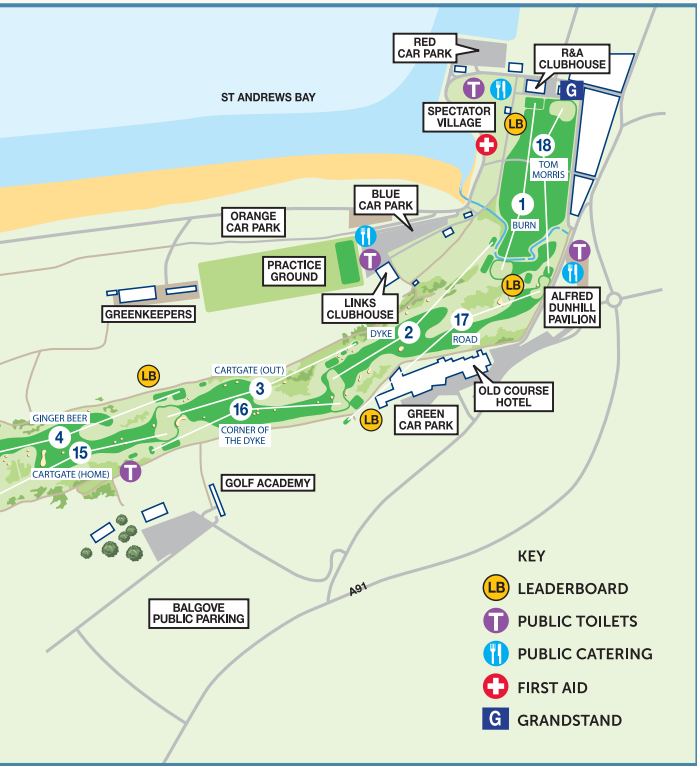 RED
CAR PARK
R&A
CLUBHOUSE
ST ANDREWS BAY
T
G
SPECTATOR
VILLAGE
LB
18
TOM
MORRIS
BLUE
CAR PARK
1
BURN
ORANGE
CAR PARK
PRACTICE
GROUND
T
T
GREENKEEPERS
LINKS
CLUBHOUSE
LB
ALFRED
DUNHILL
PAVILION
DYKE
2
17
ROAD
LB
CARTGATE (OUT)
3
OLD COURSE
HOTEL
16
CORNER OF
THE DYKE
LB
GREEN
CAR PARK
GINGER BEER
4
15
CARTGATE (HOME)
T
GOLF ACADEMY
A91
BALGOVE
PUBLIC PARKING
KEY
LB LEADERBOARD
T PUBLIC TOILETS
PUBLIC CATERING
FIRST AID
G GRANDSTAND